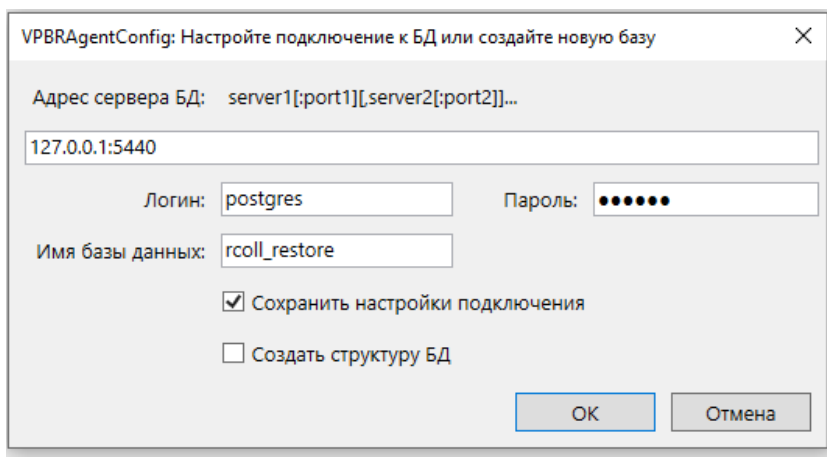 VPBRAgentConfig: Настройте подключение к БД или создайте новую базу
Адрес сервера БД: server1[:port1][,server2[:port2]]...
127.0.0.1:5440
Логин: postgres Пароль: ●●●●●●
Имя базы данных: rcoll_restore
Сохранить настройки подключения
Создать структуру БД
OK Отмена